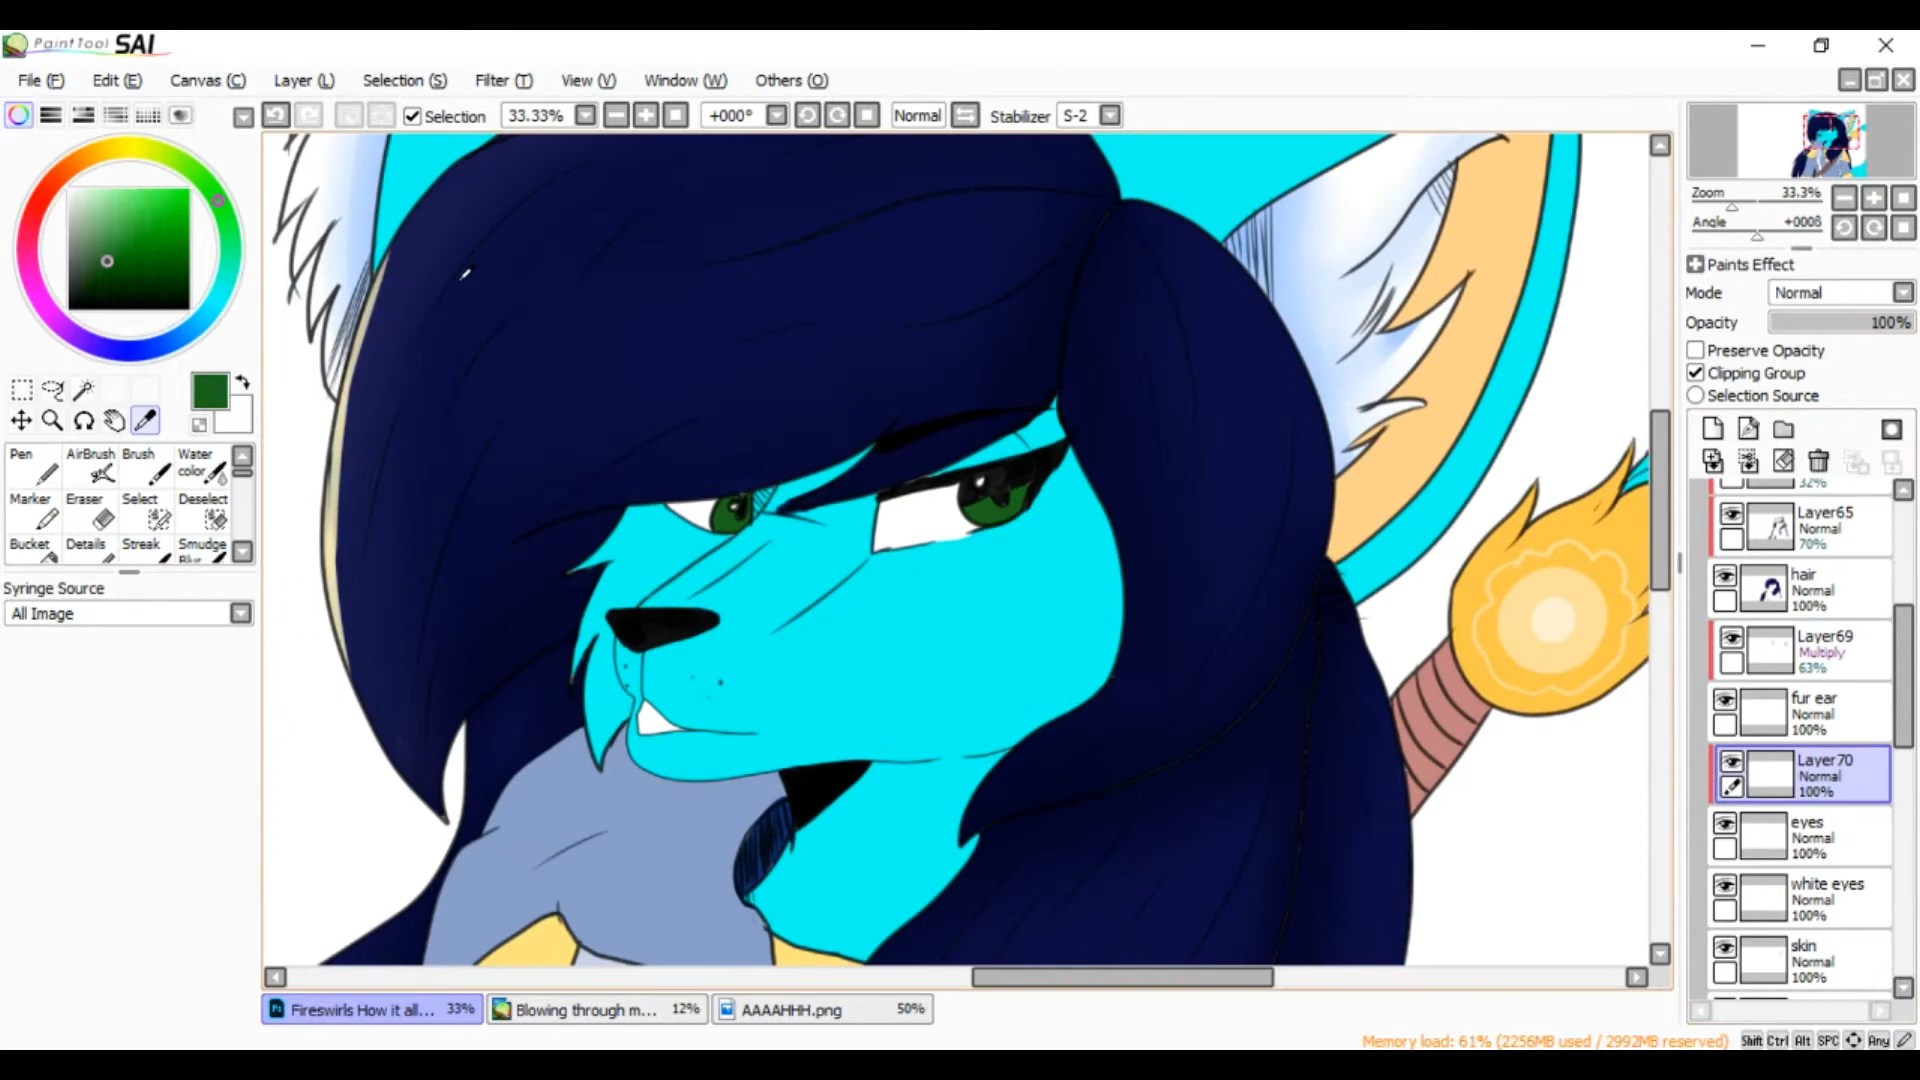 PaintTool SAI
File (F) Edit (E) Canvas (C) Layer (L) Selection (S) Filter (T) View (V) Window (W) Others (O)
Selection 33.33% +000° Normal Stabilizer S-2
Zoom 33.3%
Angle
Paints Effect
Mode Normal
Opacity 100%
Preserve Opacity
Clipping Group
Selection Source
Pen AirBrush Brush Water color
Marker Eraser Select Deselect
Bucket Details Streak Smudge
Syringe Source
All Image
32%
Layer65
Normal
70%
hair
Normal
100%
Layer69
Multiply
63%
fur ear
Normal
100%
Layer70
Normal
100%
eyes
Normal
100%
white eyes
Normal
100%
skin
Normal
100%
Fireswirls How it all... 33% Blowing through m... 12% AAAAHHH.png 50%
Memory load: 61% (2256MB used / 2992MB reserved) Shift Ctrl Alt SPC Any